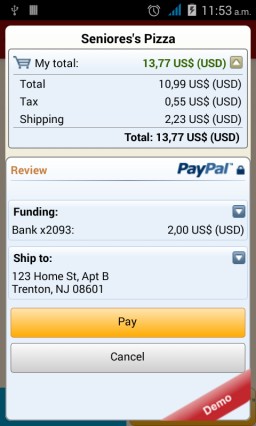 11:53 a.m.
Seniores's Pizza
My total: 13,77 US$ (USD)
Total 10,99 US$ (USD)
Tax 0,55 US$ (USD)
Shipping 2,23 US$ (USD)
Total: 13,77 US$ (USD)
Review PayPal™
Funding:
Bank x2093: 2,00 US$ (USD)
Ship to:
123 Home St, Apt B
Trenton, NJ 08601
Pay
Cancel
Demo